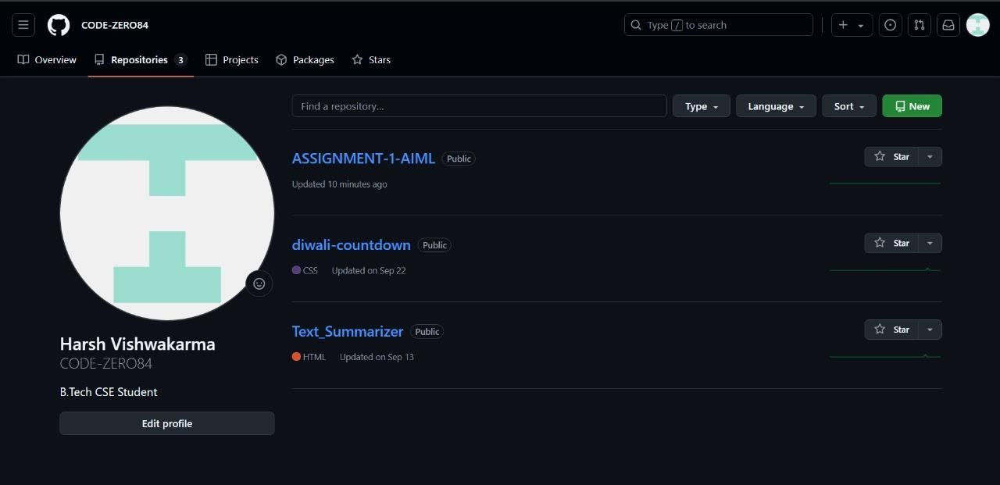 CODE-ZERO84
Type / to search
Overview Repositories 3 Projects Packages Stars
Find a repository... Type Language Sort New
ASSIGNMENT-1-AIML Public Star
Updated 10 minutes ago
diwali-countdown Public Star
CSS Updated on Sep 22
Text_Summarizer Public Star
HTML Updated on Sep 13
Harsh Vishwakarma
CODE-ZERO84
B.Tech CSE Student
Edit profile